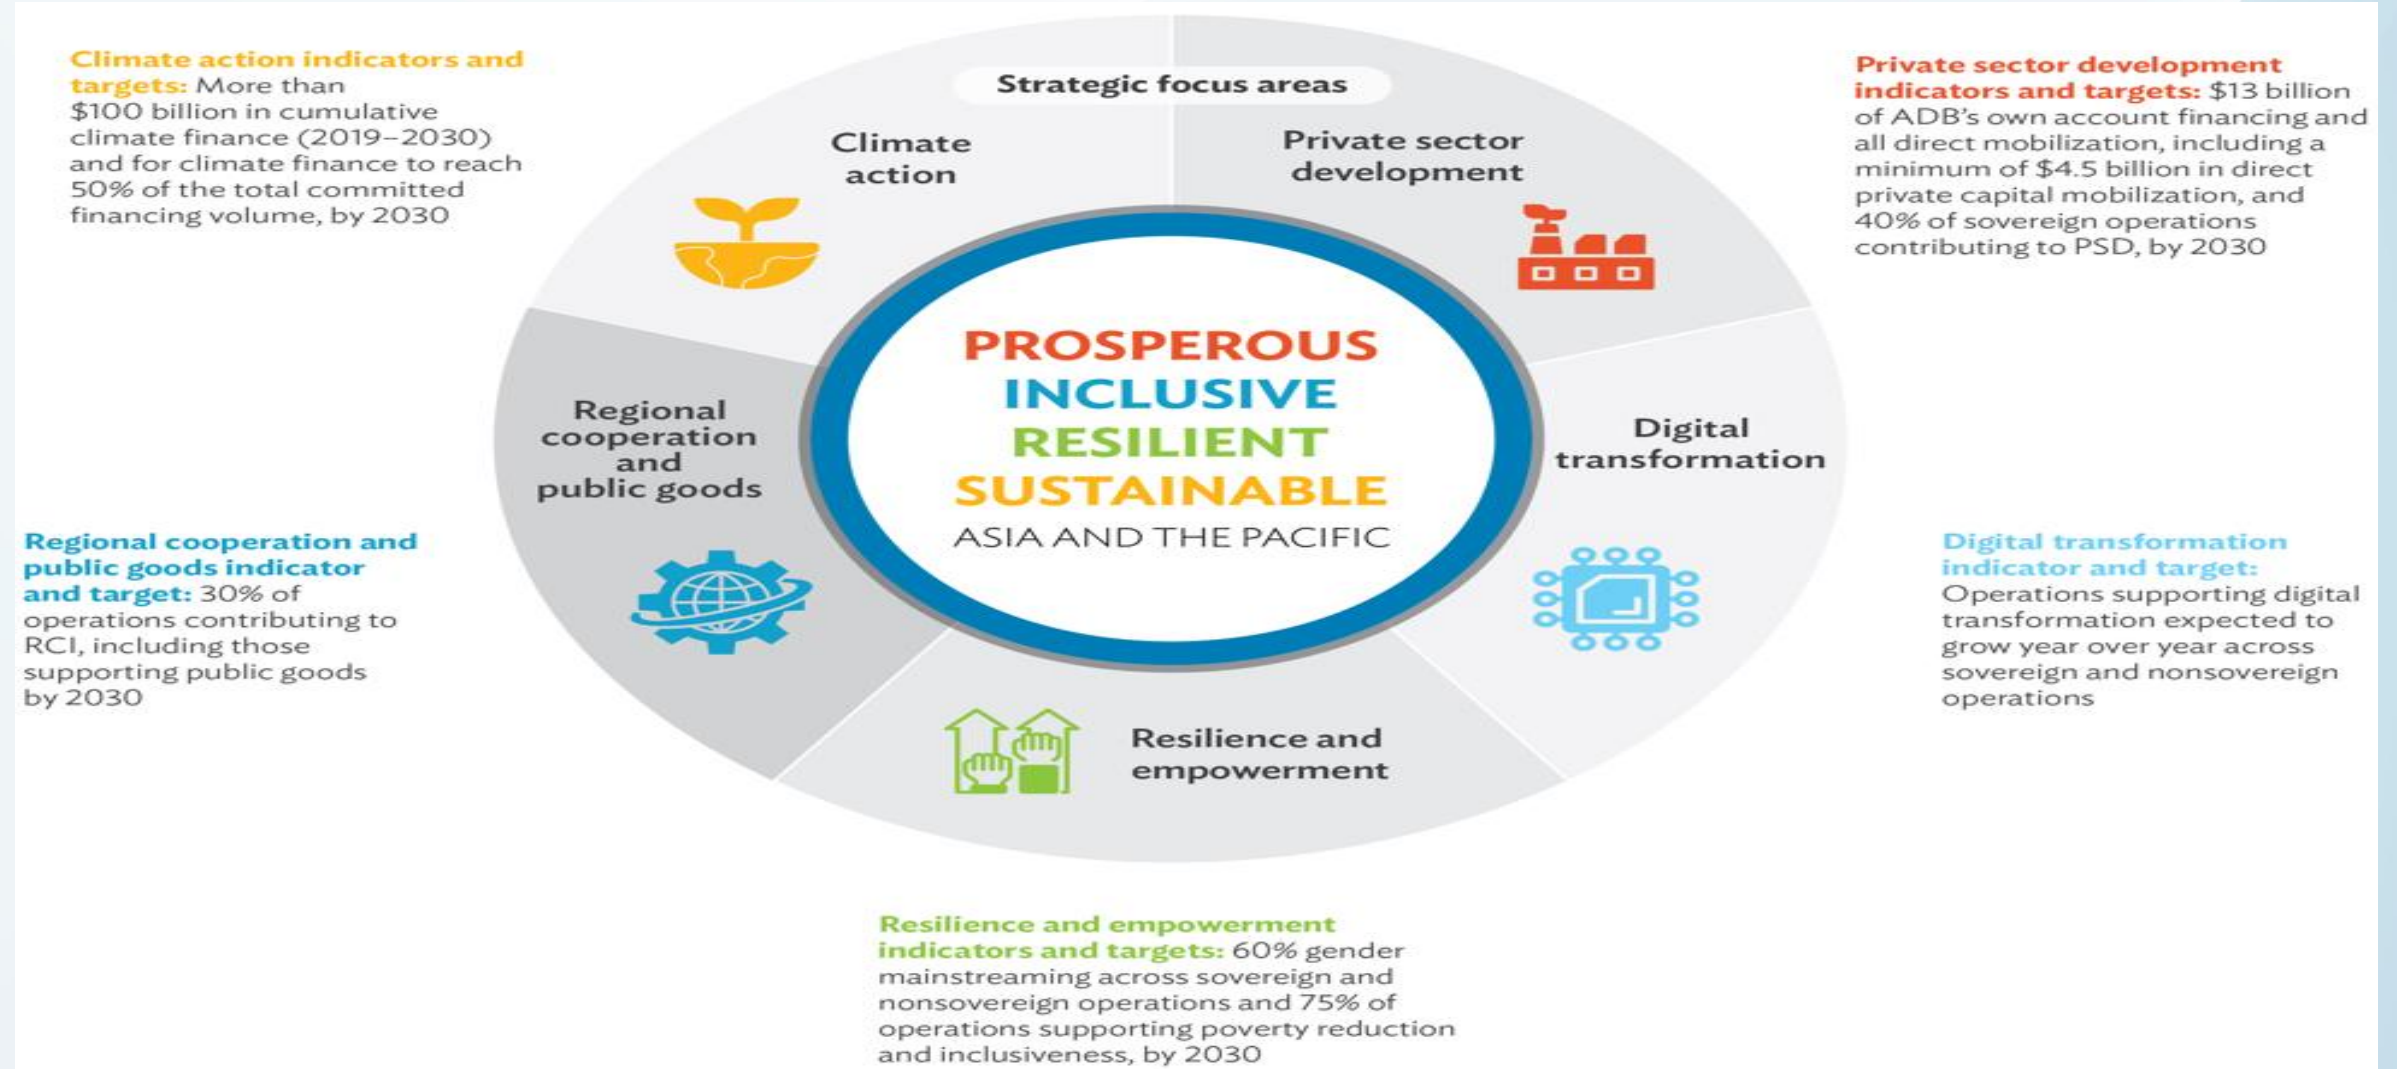 Climate action indicators and
targets: More than
$100 billion in cumulative
climate finance (2019–2030)
and for climate finance to reach
50% of the total committed
financing volume, by 2030
Strategic focus areas
Climate
action
Private sector
development
Private sector development
indicators and targets: $13 billion
of ADB's own account financing and
all direct mobilization, including a
minimum of $4.5 billion in direct
private capital mobilization, and
40% of sovereign operations
contributing to PSD, by 2030
PROSPEROUS
INCLUSIVE
RESILIENT
SUSTAINABLE
ASIA AND THE PACIFIC
Regional
cooperation
and
public goods
Digital
transformation
Regional cooperation and
public goods indicator
and target: 30% of
operations contributing to
RCI, including those
supporting public goods
by 2030
Digital transformation
indicator and target:
Operations supporting digital
transformation expected to
grow year over year across
sovereign and nonsovereign
operations
Resilience and
empowerment
Resilience and empowerment
indicators and targets: 60% gender
mainstreaming across sovereign and
nonsovereign operations and 75% of
operations supporting poverty reduction
and inclusiveness, by 2030